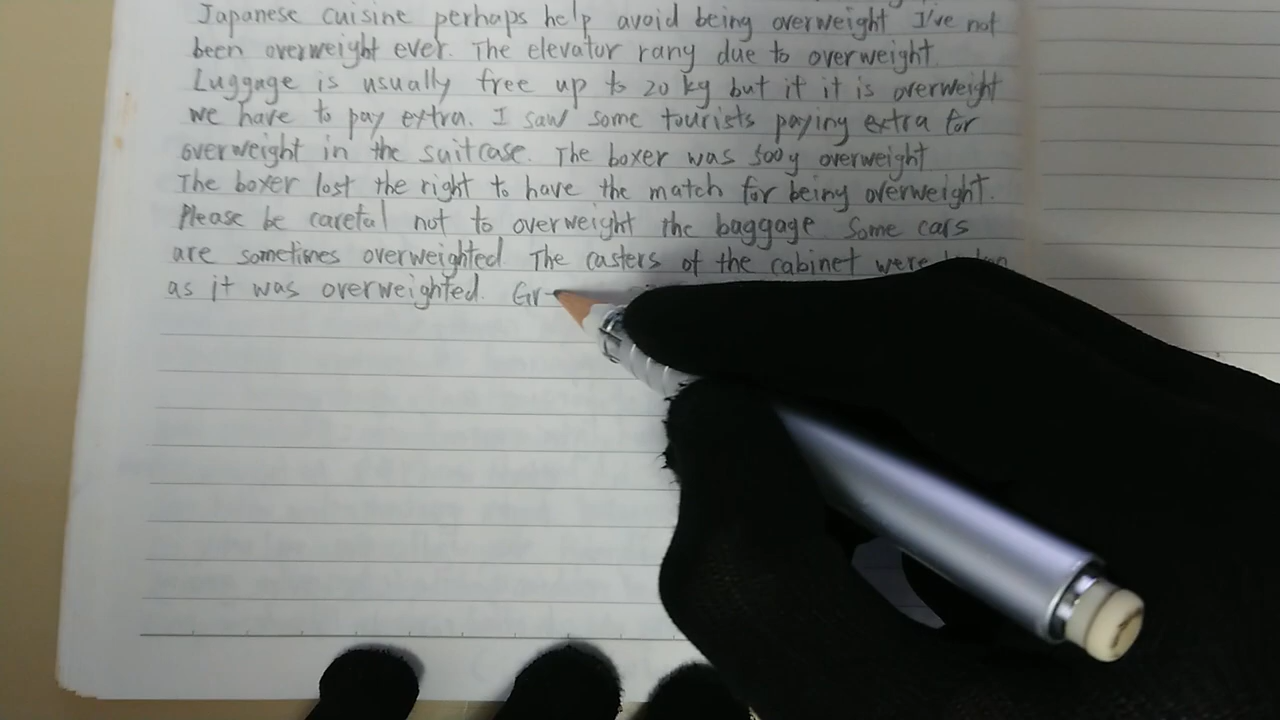 Japanese cuisine perhaps help avoid being overweight I've not
been overweight ever. The elevator rang due to overweight.
Luggage is usually free up to 20 kg but if it is overweight
we have to pay extra. I saw some tourists paying extra for
overweight in the suitcase. The boxer was 500g overweight
The boxer lost the right to have the match for being overweight.
Please be careful not to overweight the baggage Some cars
are sometimes overweighted. The casters of the cabinet were
as it was overweighted. Gr